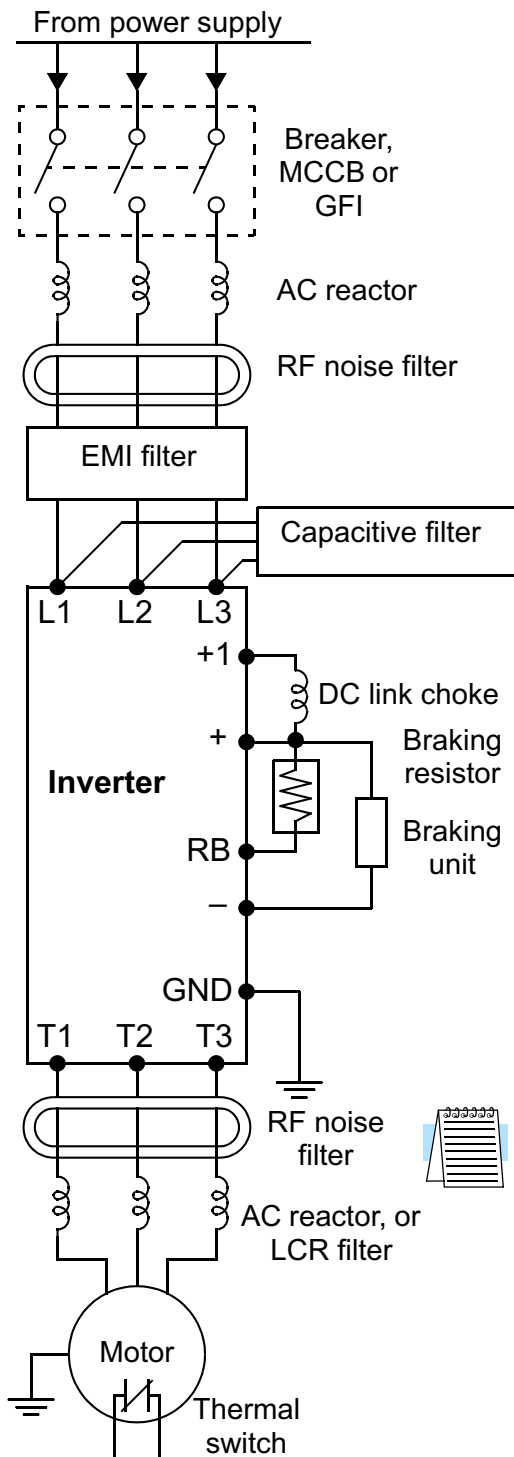 From power supply
Breaker,
MCCB or
GFI
AC reactor
RF noise filter
EMI filter
Capacitive filter
L1 L2 L3
+1
DC link choke
+
Braking
resistor
Inverter
Braking
unit
RB
–
GND
T1 T2 T3
RF noise
filter
AC reactor, or
LCR filter
Motor
Thermal
switch